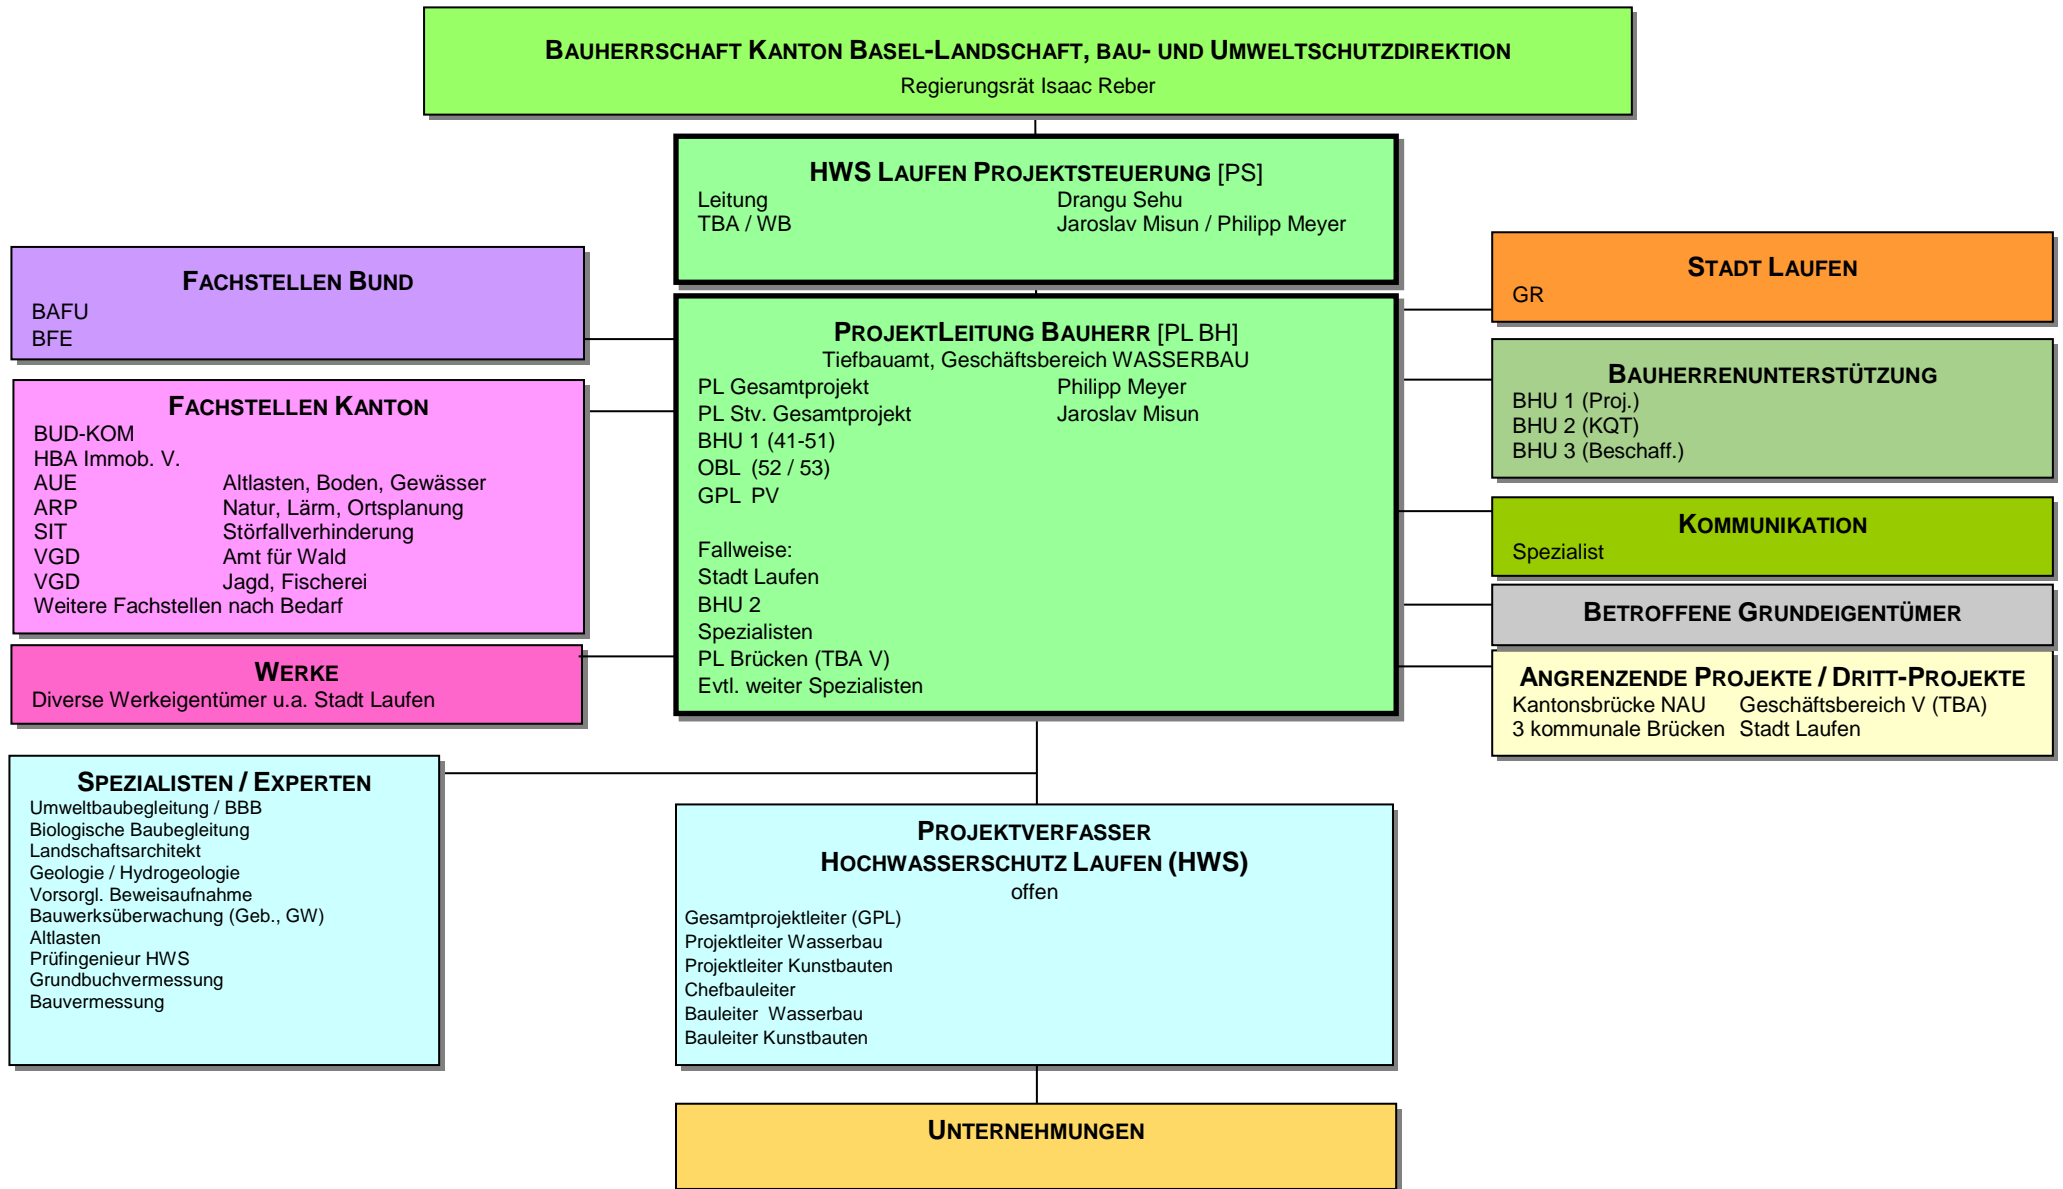 BAUHERRSCHAFT KANTON BASEL-LANDSCHAFT, BAU- UND UMWELTSCHUTZDIREKTION
Regierungsrät Isaac Reber
HWS LAUFEN PROJEKTSTEUERUNG [PS]
Leitung Drangu Sehu
TBA / WB Jaroslav Misun / Philipp Meyer
FACHSTELLEN BUND
BAFU
BFE
FACHSTELLEN KANTON
BUD-KOM
HBA Immob. V.
AUE Altlasten, Boden, Gewässer
ARP Natur, Lärm, Ortsplanung
SIT Störfallverhinderung
VGD Amt für Wald
VGD Jagd, Fischerei
Weitere Fachstellen nach Bedarf
WERKE
Diverse Werkeigentümer u.a. Stadt Laufen
PROJEKTLEITUNG BAUHERR [PL BH]
Tiefbauamt, Geschäftsbereich WASSERBAU
PL Gesamtprojekt Philipp Meyer
PL Stv. Gesamtprojekt Jaroslav Misun
BHU 1 (41-51)
OBL (52 / 53)
GPL PV
Fallweise:
Stadt Laufen
BHU 2
Spezialisten
PL Brücken (TBA V)
Evtl. weiter Spezialisten
STADT LAUFEN
GR
BAUHERRENUNTERSTÜTZUNG
BHU 1 (Proj.)
BHU 2 (KQT)
BHU 3 (Beschaff.)
KOMMUNIKATION
Spezialist
BETROFFENE GRUNDEIGENTÜMER
ANGRENZENDE PROJEKTE / DRITT-PROJEKTE
Kantonsbrücke NAU Geschäftsbereich V (TBA)
3 kommunale Brücken Stadt Laufen
SPEZIALISTEN / EXPERTEN
Umweltbaubegleitung / BBB
Biologische Baubegleitung
Landschaftsarchitekt
Geologie / Hydrogeologie
Vorsorgl. Beweisaufnahme
Bauwerksüberwachung (Geb., GW)
Altlasten
Prüfingenieur HWS
Grundbuchvermessung
Bauvermessung
PROJEKTVERFASSER
HOCHWASSERSCHUTZ LAUFEN (HWS)
offen
Gesamtprojektleiter (GPL)
Projektleiter Wasserbau
Projektleiter Kunstbauten
Chefbauleiter
Bauleiter Wasserbau
Bauleiter Kunstbauten
UNTERNEHMUNGEN